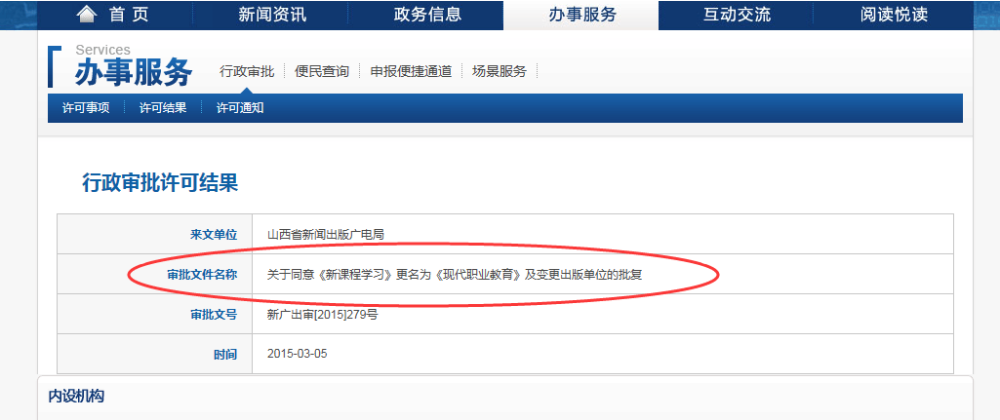 首 页 新闻资讯 政务信息 办事服务 互动交流 阅读悦读
Services
办事服务 行政审批 便民查询 申报便捷通道 场景服务
许可事项 许可结果 许可通知
行政审批许可结果
来文单位 山西省新闻出版广电局
审批文件名称 关于同意《新课程学习》更名为《现代职业教育》及变更出版单位的批复
审批文号 新广出审[2015]279号
时间 2015-03-05
内设机构